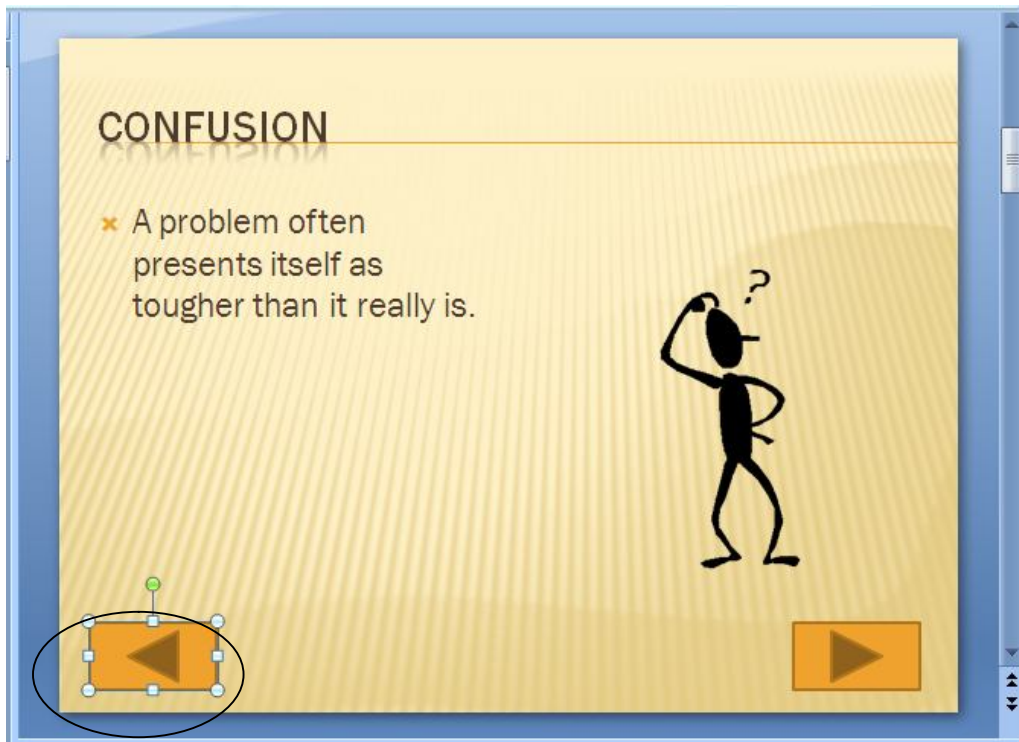 CONFUSION
A problem often
presents itself as
tougher than it really is.
?